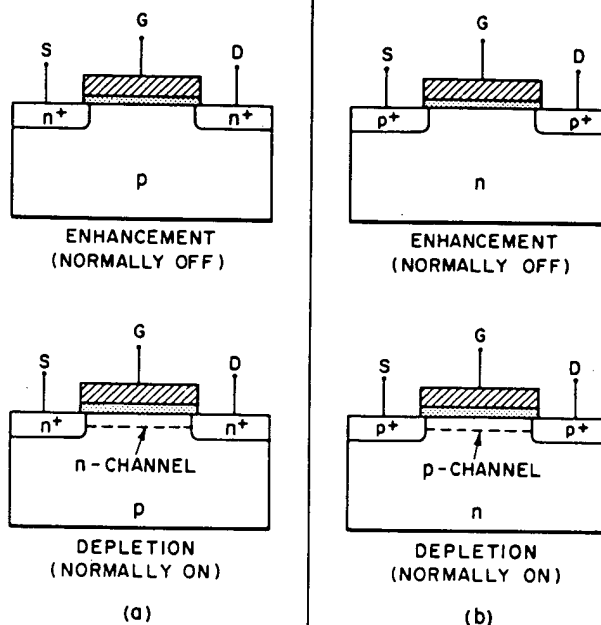 G
S
D
n+
n+
p
ENHANCEMENT
(NORMALLY OFF)
G
S
D
n+
n+
n-CHANNEL
p
DEPLETION
(NORMALLY ON)
(a)
G
S
D
p+
p+
n
ENHANCEMENT
(NORMALLY OFF)
G
S
D
p+
p+
p-CHANNEL
n
DEPLETION
(NORMALLY ON)
(b)